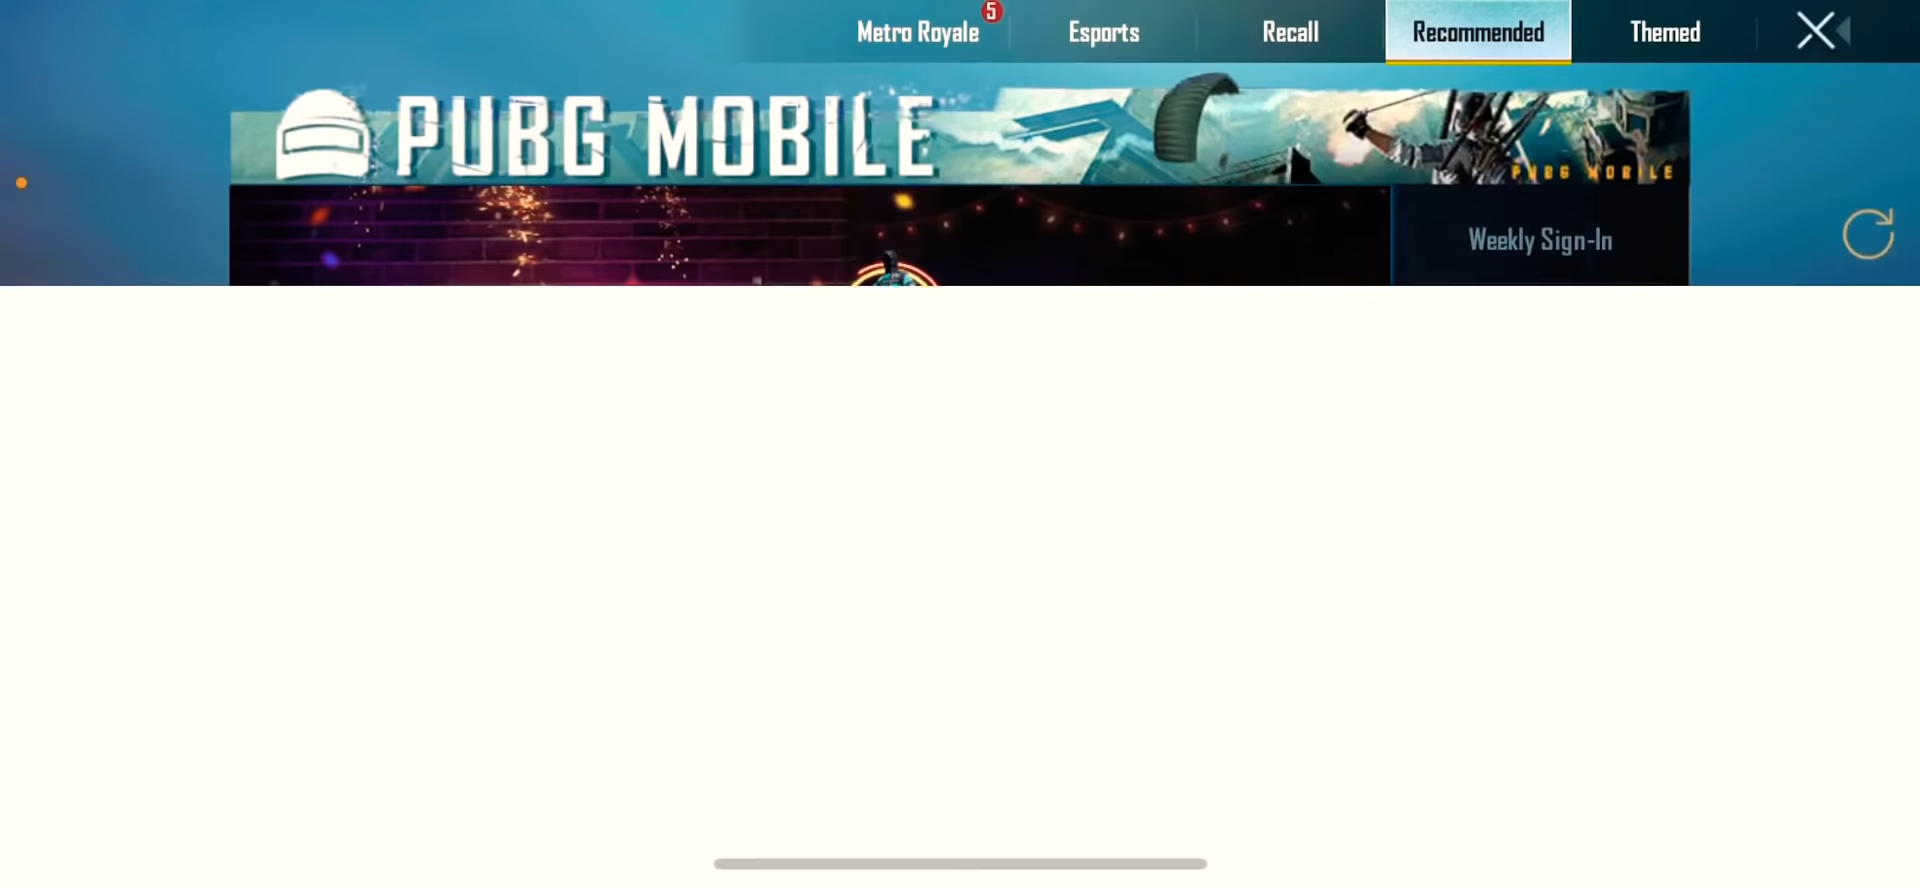 Metro Royale
5
Esports
Recall
Recommended
Themed
PUBG MOBILE
PUBG MOBILE
Weekly Sign-In